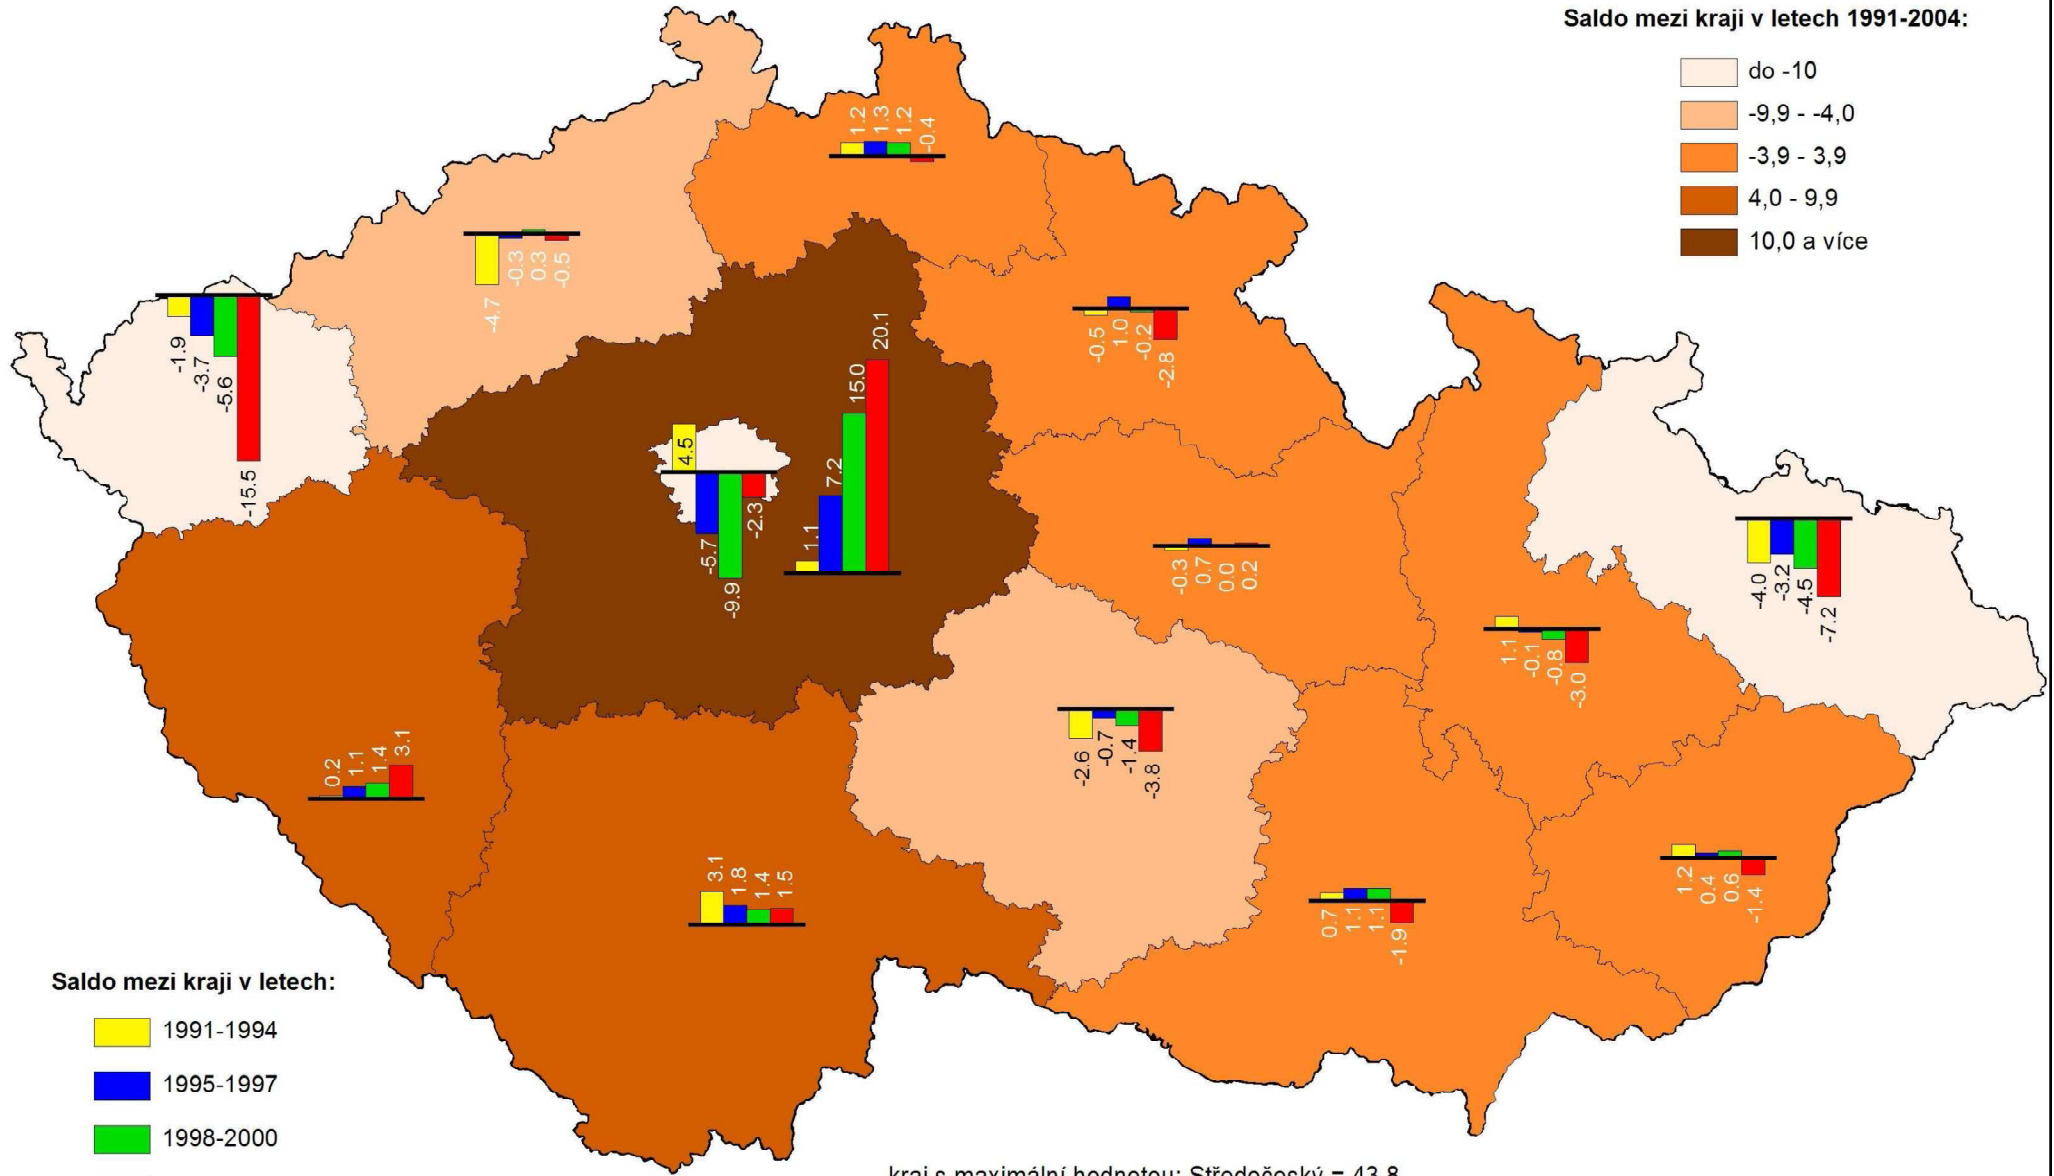 Saldo mezi kraji v letech 1991-2004:
do -10
-9,9 - -4,0
-3,9 - 3,9
4,0 - 9,9
10,0 a více
1.2 1.3 1.2 -0.4
-4.7 -0.3 0.3 -0.5
-1.9 -3.7 -5.6 -15.5
-0.5 1.0 -0.2 -2.8
4.5 -5.7 -9.9 -2.3
1.1 7.2 15.0 20.1
-0.3 0.7 0.0 0.2
-4.0 -3.2 -4.5 -7.2
1.1 -0.1 -0.8 -3.0
-2.6 -0.7 -1.4 -3.8
0.2 1.1 1.4 3.1
3.1 1.8 1.4 1.5
0.7 1.1 1.1 -1.9
1.2 0.4 0.6 -1.4
Saldo mezi kraji v letech:
1991-1994
1995-1997
1998-2000
kraj s maximální hodnotou: Středočeský = 43,8